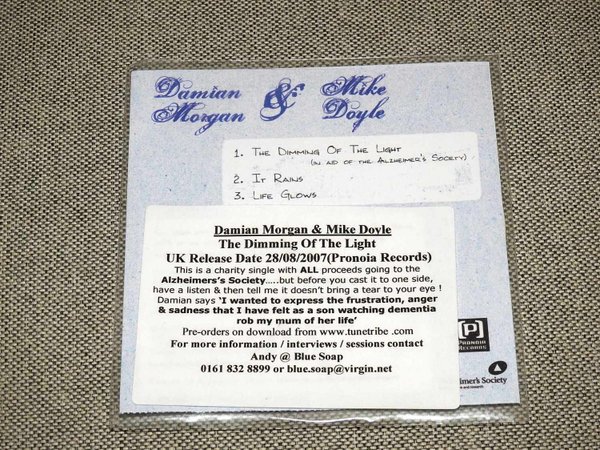 Damian Morgan & Mike Doyle
1. The Dimming Of The Light
(in aid of the Alzheimer's Society)
2. It Rains
3. Life Glows
Damian Morgan & Mike Doyle
The Dimming Of The Light
UK Release Date 28/08/2007(Pronoia Records)
This is a charity single with ALL proceeds going to the
Alzheimers's Society.....but before you cast it to one side,
have a listen & then tell me it doesn't bring a tear to your eye !
Damian says 'I wanted to express the frustration, anger
& sadness that I have felt as a son watching dementia
rob my mum of her life'
Pre-orders on download from www.tunetribe .com
For more information / interviews / sessions contact
Andy @ Blue Soap
0161 832 8899 or blue.soap@virgin.net
[P]
Pronoia
Records
eimer's Society